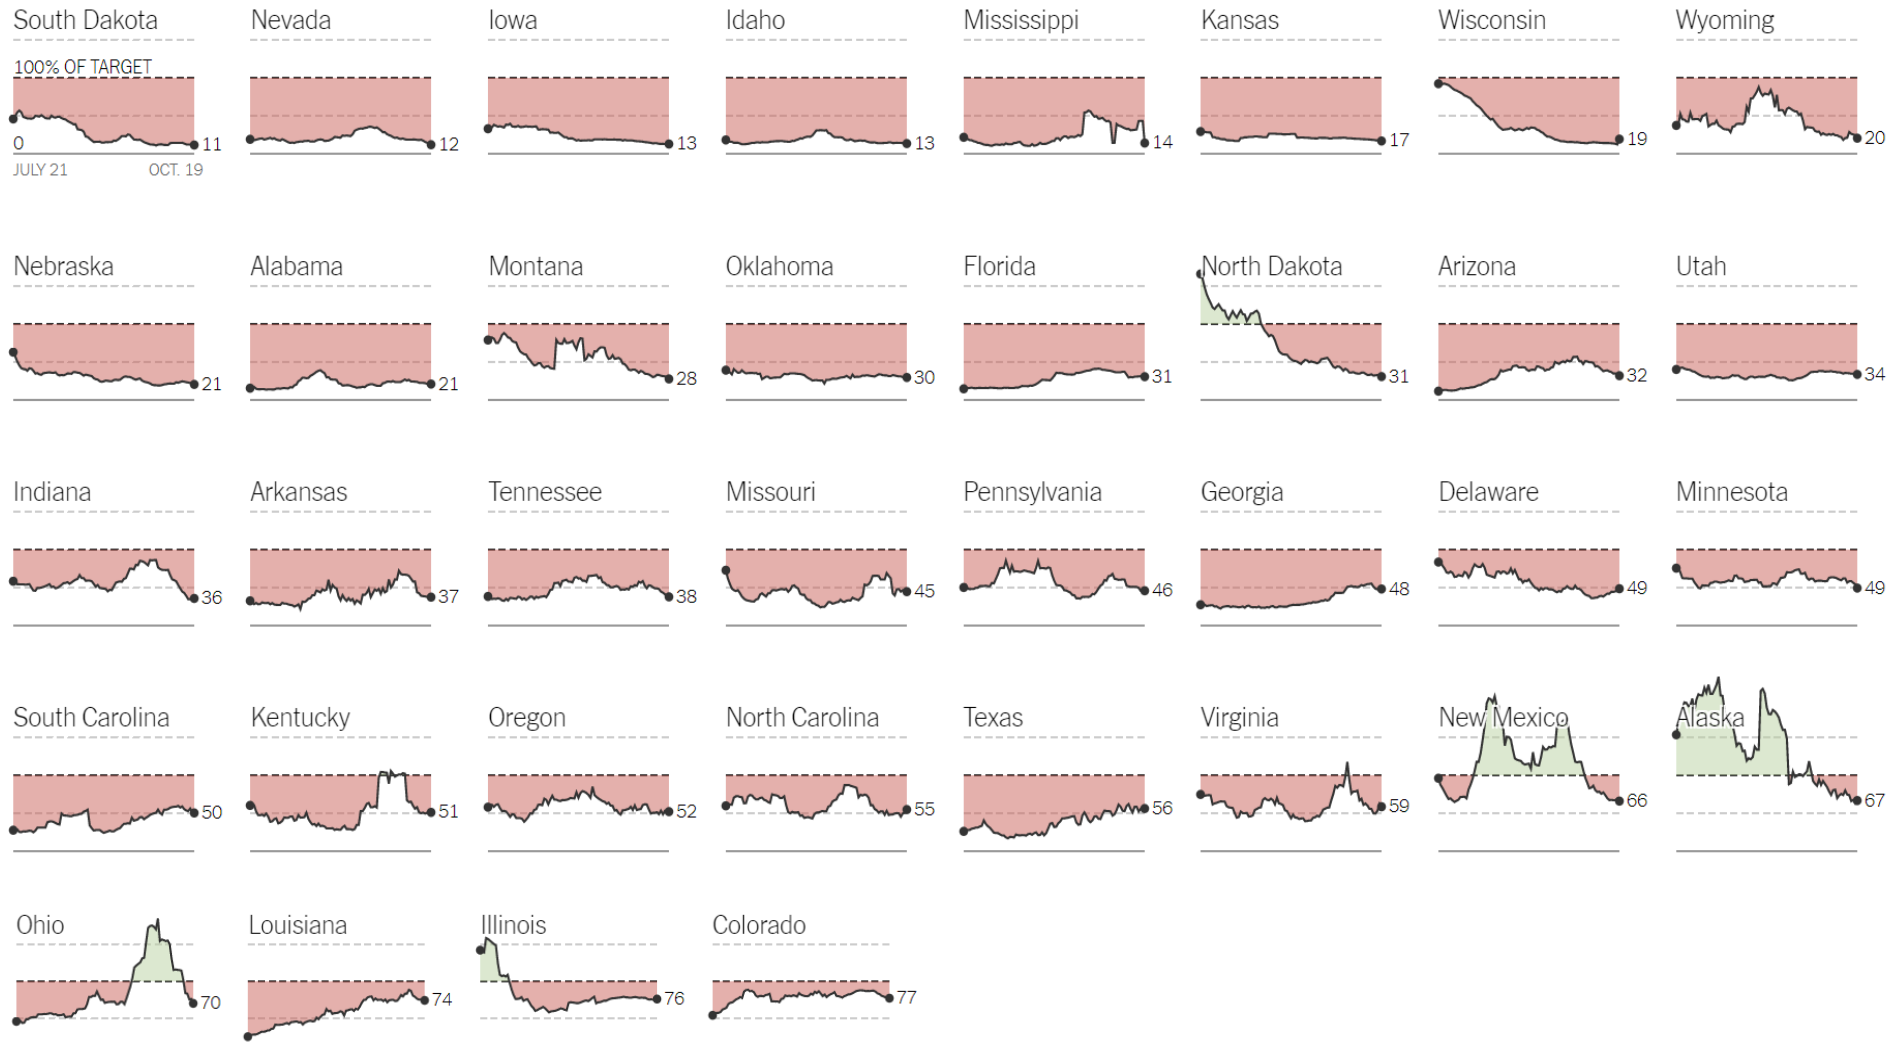 South Dakota
Nevada
Iowa
Idaho
Mississippi
Kansas
Wisconsin
Wyoming
100% OF TARGET
0
11
12
13
13
14
17
19
20
JULY 21
OCT. 19
Nebraska
Alabama
Montana
Oklahoma
Florida
North Dakota
Arizona
Utah
21
21
28
30
31
31
32
34
Indiana
Arkansas
Tennessee
Missouri
Pennsylvania
Georgia
Delaware
Minnesota
36
37
38
45
46
48
49
49
South Carolina
Kentucky
Oregon
North Carolina
Texas
Virginia
New Mexico
Alaska
50
51
52
55
56
59
66
67
Ohio
Louisiana
Illinois
Colorado
70
74
76
77